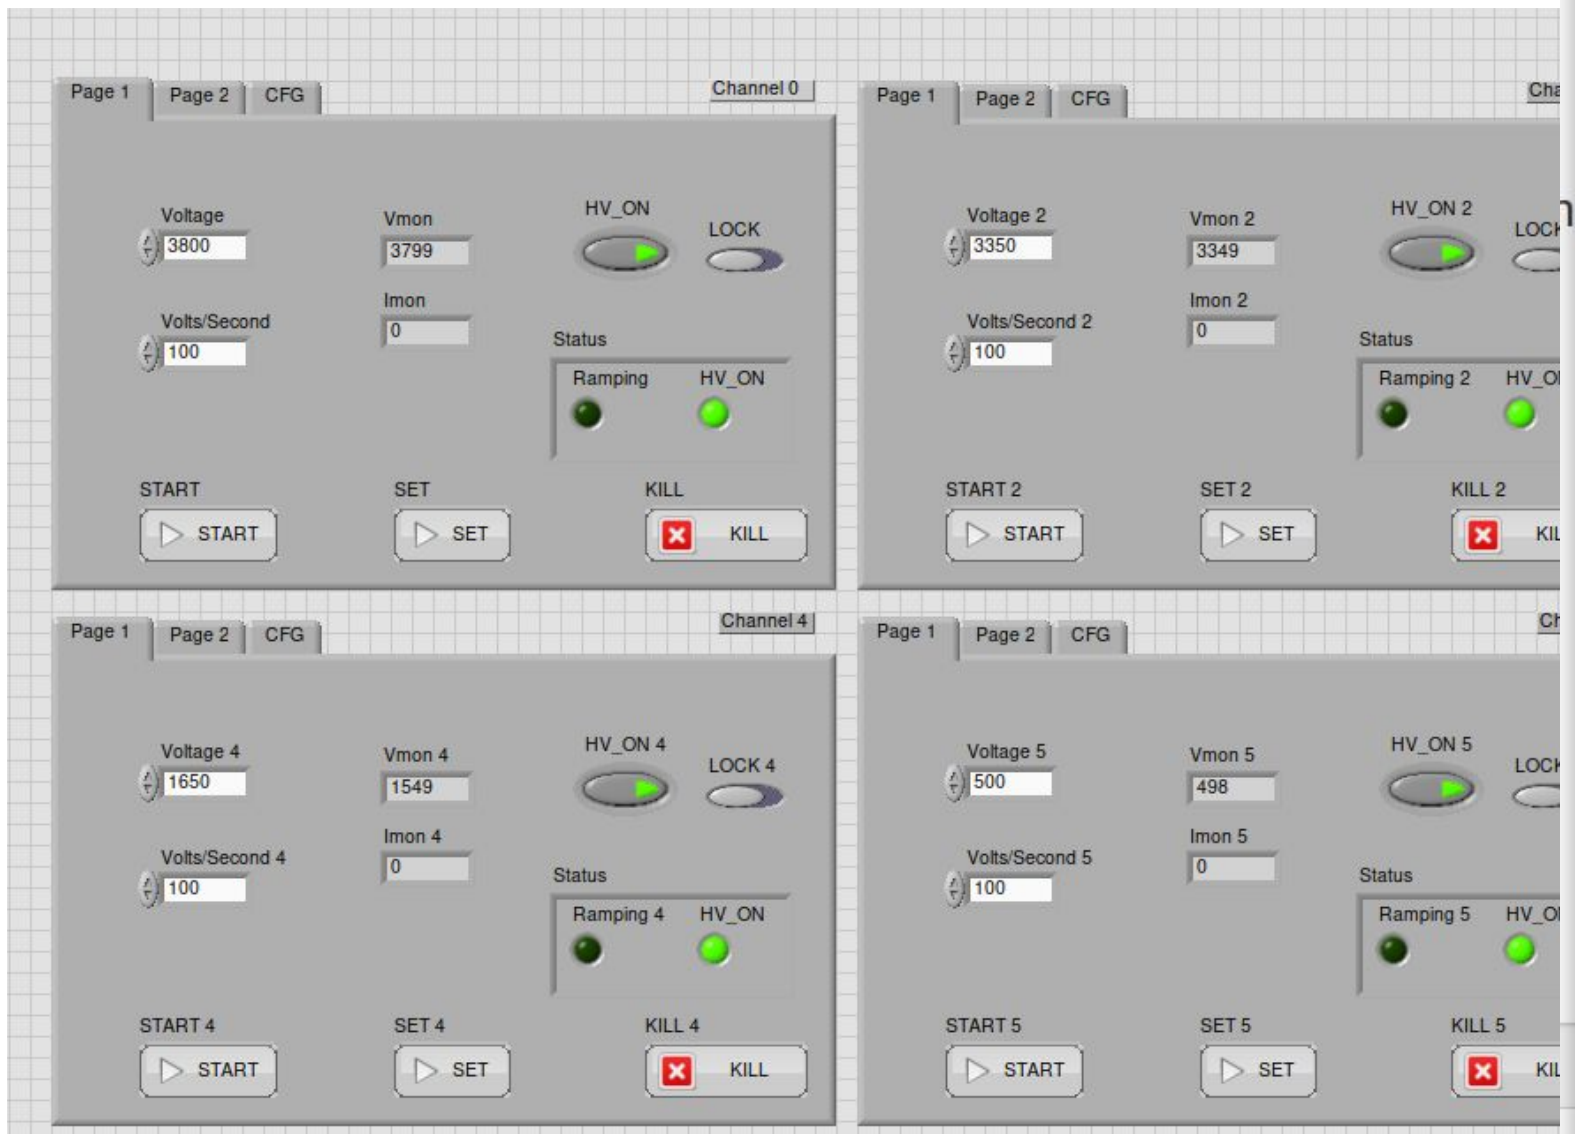 Page 1 Page 2 CFG Channel 0
Voltage Vmon HV_ON LOCK
3800 3799
Volts/Second Imon
100 0
Status
Ramping HV_ON
START SET KILL
START SET KILL
Page 1 Page 2 CFG
Voltage 2 Vmon 2 HV_ON 2
3350 3349
Volts/Second 2 Imon 2
100 0
Status
Ramping 2
START 2 SET 2 KILL 2
START SET
Page 1 Page 2 CFG Channel 4
Voltage 4 Vmon 4 HV_ON 4 LOCK 4
1650 1549
Volts/Second 4 Imon 4
100 0
Status
Ramping 4 HV_ON
START 4 SET 4 KILL 4
START SET KILL
Page 1 Page 2 CFG
Voltage 5 Vmon 5 HV_ON 5
500 498
Volts/Second 5 Imon 5
100 0
Status
Ramping 5
START 5 SET 5 KILL 5
START SET